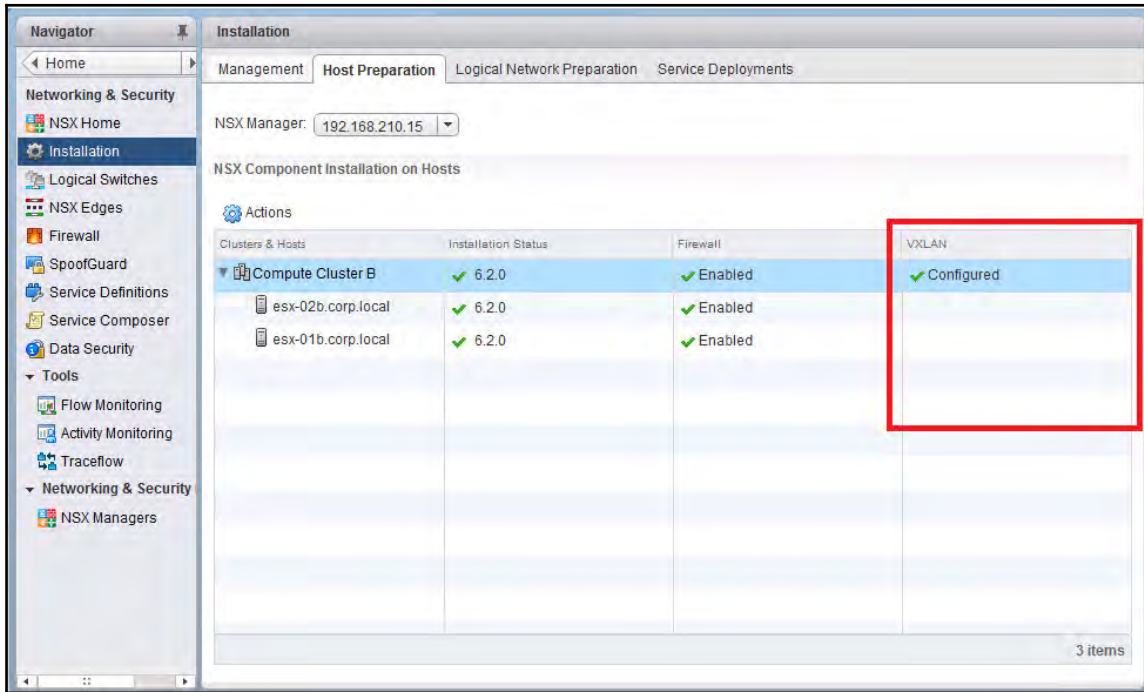 Navigator
Home
Networking & Security
NSX Home
Installation
Logical Switches
NSX Edges
Firewall
SpoofGuard
Service Definitions
Service Composer
Data Security
Tools
Flow Monitoring
Activity Monitoring
Traceflow
Networking & Security
NSX Managers
Installation
Management Host Preparation Logical Network Preparation Service Deployments
NSX Manager: 192.168.210.15
NSX Component Installation on Hosts
Actions
Clusters & Hosts Installation Status Firewall VXLAN
Compute Cluster B 6.2.0 Enabled Configured
esx-02b.corp.local 6.2.0 Enabled
esx-01b.corp.local 6.2.0 Enabled
3 items